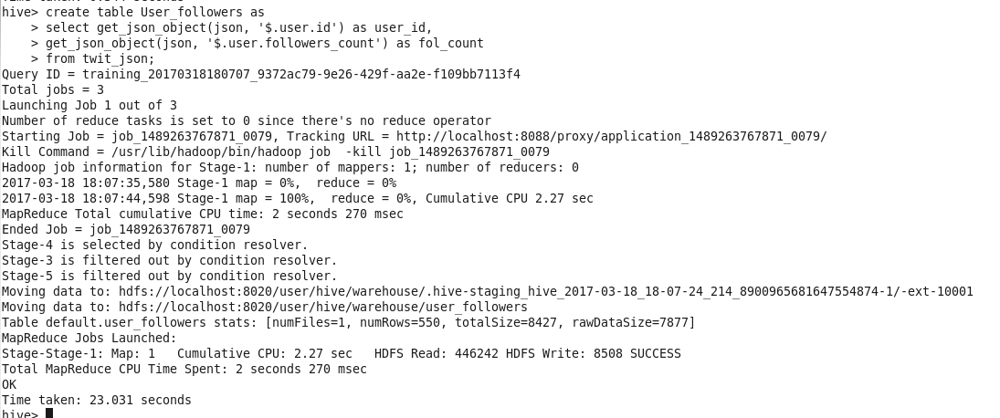 hive> create table User_followers as
    > select get_json_object(json, '$.user.id') as user_id,
    > get_json_object(json, '$.user.followers_count') as fol_count
    > from twit_json;
Query ID = training_20170318180707_9372ac79-9e26-429f-aa2e-f109bb7113f4
Total jobs = 3
Launching Job 1 out of 3
Number of reduce tasks is set to 0 since there's no reduce operator
Starting Job = job_1489263767871_0079, Tracking URL = http://localhost:8088/proxy/application_1489263767871_0079/
Kill Command = /usr/lib/hadoop/bin/hadoop job  -kill job_1489263767871_0079
Hadoop job information for Stage-1: number of mappers: 1; number of reducers: 0
2017-03-18 18:07:35,580 Stage-1 map = 0%,  reduce = 0%
2017-03-18 18:07:44,598 Stage-1 map = 100%,  reduce = 0%, Cumulative CPU 2.27 sec
MapReduce Total cumulative CPU time: 2 seconds 270 msec
Ended Job = job_1489263767871_0079
Stage-4 is selected by condition resolver.
Stage-3 is filtered out by condition resolver.
Stage-5 is filtered out by condition resolver.
Moving data to: hdfs://localhost:8020/user/hive/warehouse/.hive-staging_hive_2017-03-18_18-07-24_214_8900965681647554874-1/-ext-10001
Moving data to: hdfs://localhost:8020/user/hive/warehouse/user_followers
Table default.user_followers stats: [numFiles=1, numRows=550, totalSize=8427, rawDataSize=7877]
MapReduce Jobs Launched:
Stage-Stage-1: Map: 1   Cumulative CPU: 2.27 sec   HDFS Read: 446242 HDFS Write: 8508 SUCCESS
Total MapReduce CPU Time Spent: 2 seconds 270 msec
OK
Time taken: 23.031 seconds
hive>